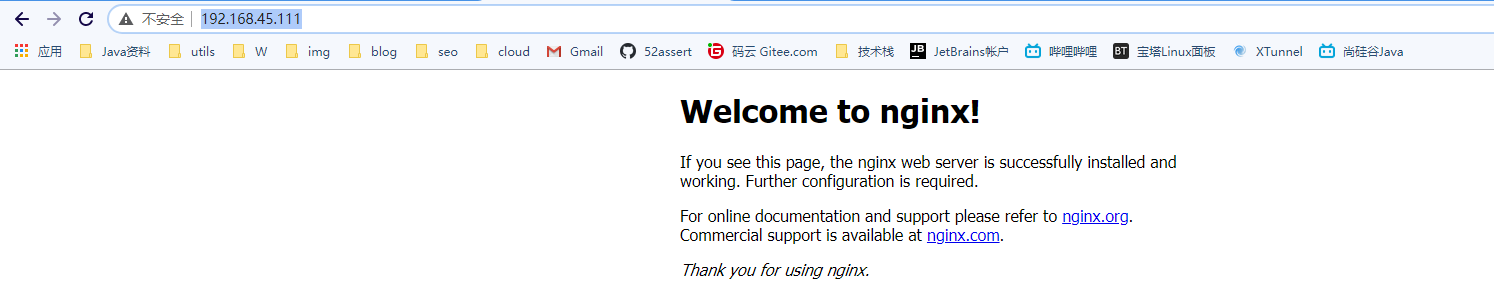 不安全 192.168.45.111
应用 Java资料 utils W img blog seo cloud Gmail 52assert G 码云 Gitee.com 技术栈 JB JetBrains帐户 哔哩哔哩 BT 宝塔Linux面板 XTunnel 尚硅谷Java
Welcome to nginx!
If you see this page, the nginx web server is successfully installed and
working. Further configuration is required.
For online documentation and support please refer to nginx.org.
Commercial support is available at nginx.com.
Thank you for using nginx.